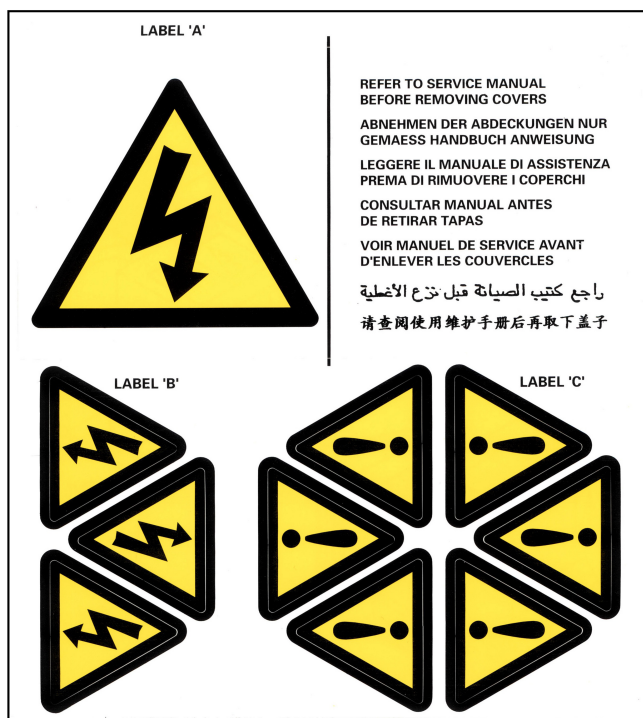 LABEL 'A'
REFER TO SERVICE MANUAL
BEFORE REMOVING COVERS
ABNEHMEN DER ABDECKUNGEN NUR
GEMAESS HANDBUCH ANWEISUNG
LEGGERE IL MANUALE DI ASSISTENZA
PREMA DI RIMUOVERE I COPERCHI
CONSULTAR MANUAL ANTES
DE RETIRAR TAPAS
VOIR MANUEL DE SERVICE AVANT
D'ENLEVER LES COUVERCLES
راجع كتيب الصيانة قبل نزع الأغطية
请查阅使用维护手册后再取下盖子
LABEL 'B'
LABEL 'C'